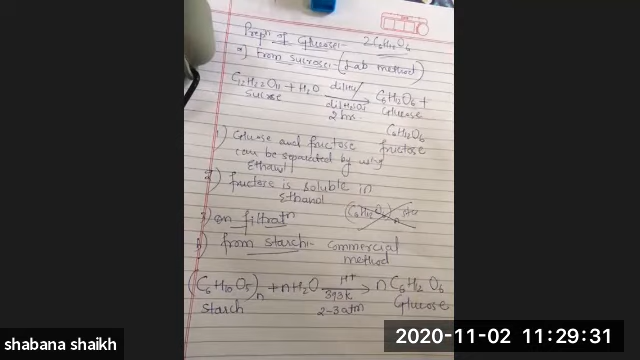 Prepn of Glucose:- 2C6H12O6
a) From sucrose:- (Lab method)
C12H22O11 + H2O dil HCl/ dil H2SO4 2 hrs. → C6H12O6 +
sucrose Glucose
C6H12O6
fructose
1) Glucose and fructose
can be separated by using
Ethanol
2) fructose is soluble in
Ethanol
3) on filtratn
b) from starch:- commercial
method
(C6H10O5)n + nH2O H+ 393k 2-3 atm → n C6H12O6
starch Glucose
shabana shaikh
2020-11-02 11:29:31